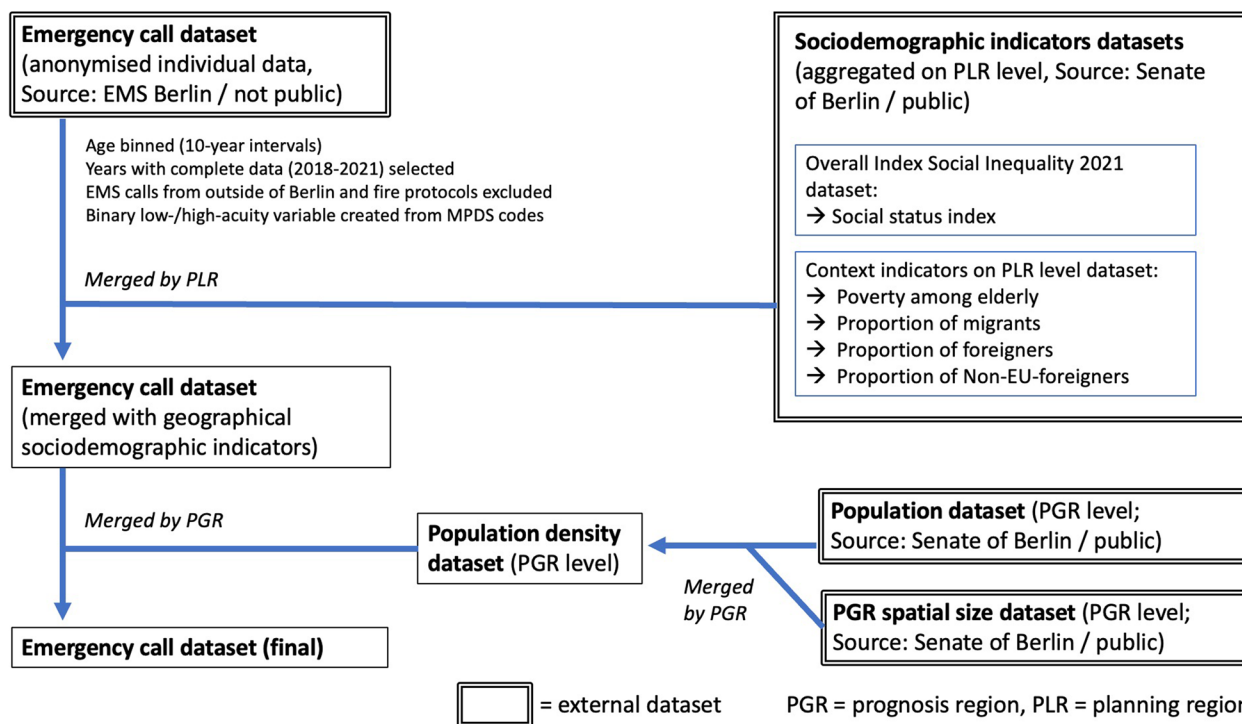 Emergency call dataset
(anonymised individual data,
Source: EMS Berlin / not public)
Age binned (10-year intervals)
Years with complete data (2018-2021) selected
EMS calls from outside of Berlin and fire protocols excluded
Binary low-/high-acuity variable created from MPDS codes
Merged by PLR
Sociodemographic indicators datasets
(aggregated on PLR level, Source: Senate
of Berlin / public)
Overall Index Social Inequality 2021
dataset:
→ Social status index
Context indicators on PLR level dataset:
→ Poverty among elderly
→ Proportion of migrants
→ Proportion of foreigners
→ Proportion of Non-EU-foreigners
Emergency call dataset
(merged with geographical
sociodemographic indicators)
Merged by PGR
Population density
dataset (PGR level)
Merged
by PGR
Population dataset (PGR level;
Source: Senate of Berlin / public)
PGR spatial size dataset (PGR level;
Source: Senate of Berlin / public)
Emergency call dataset (final)
= external dataset
PGR = prognosis region, PLR = planning region